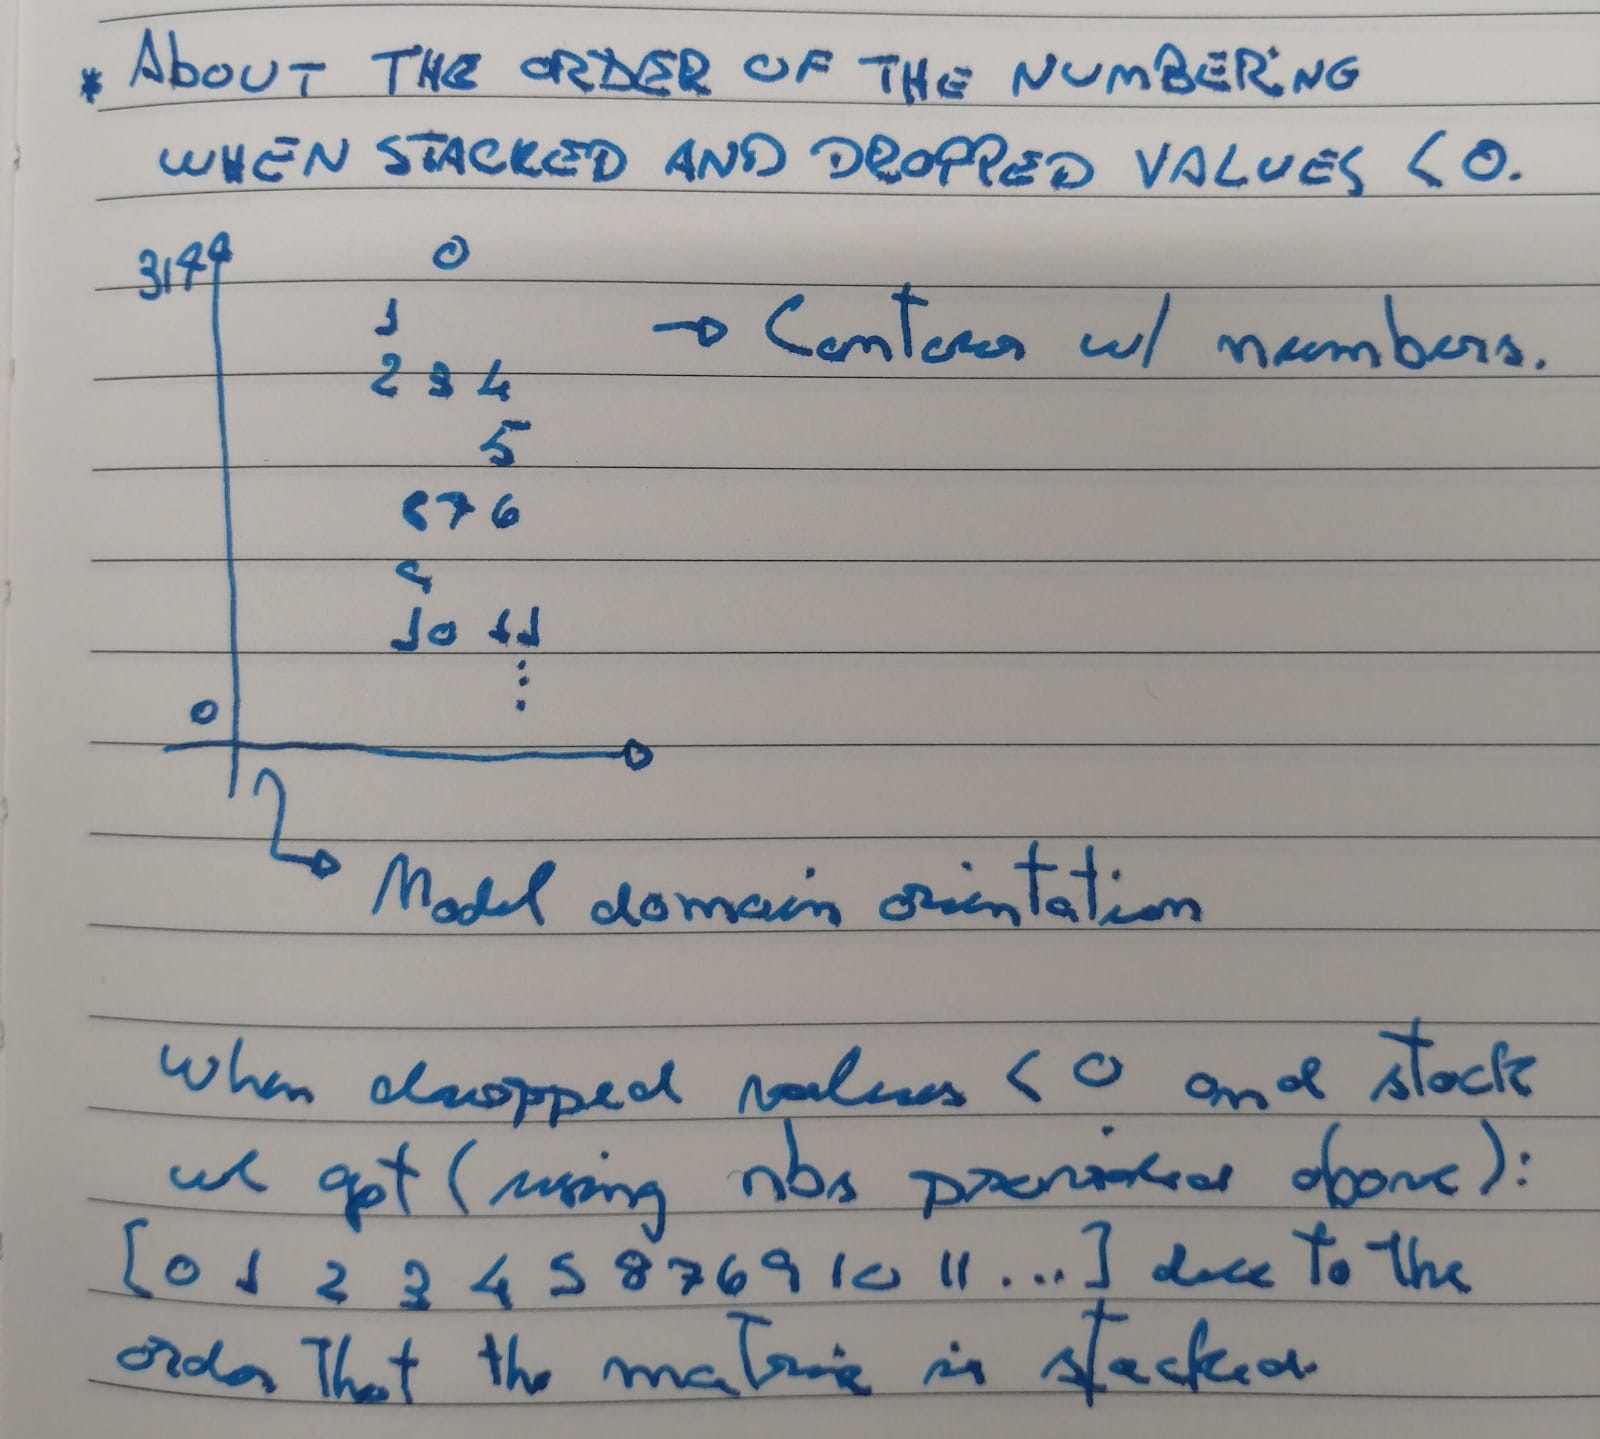 * ABOUT THE ORDER OF THE NUMBERING
WHEN STACKED AND DROPPED VALUES < 0.
3144
0
1
→ Contour w/ numbers.
2 3 4
5
8 7 6
9
10 11
⋮
0
→ Model domain orientation
When dropped values < 0 and stack
we get (using nbs provided above):
[0 1 2 3 4 5 8 7 6 9 10 11 ...] due to the
order that the matrix is stacked.